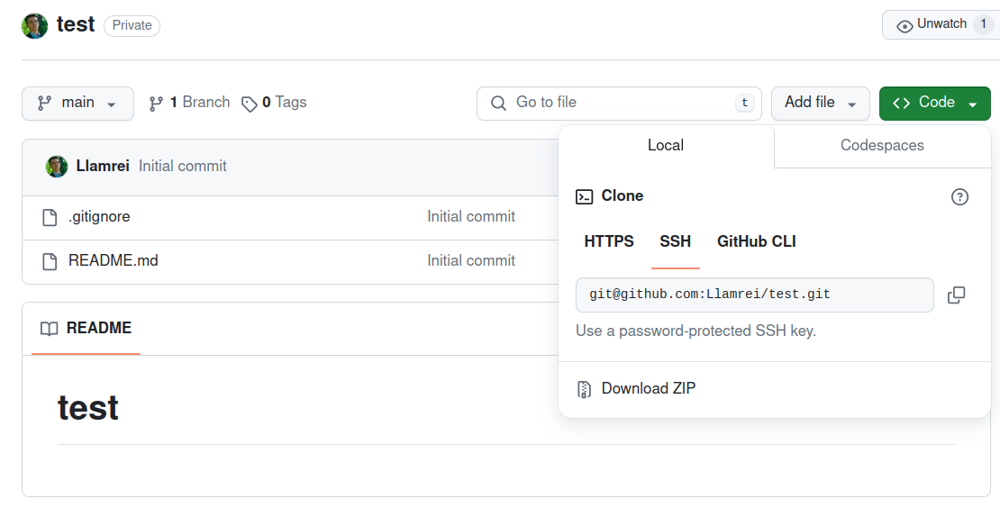 test Private Unwatch 1
main 1 Branch 0 Tags Go to file t Add file Code
Local Codespaces
Llamrei Initial commit
Clone
.gitignore Initial commit
HTTPS SSH GitHub CLI
README.md Initial commit
git@github.com:Llamrei/test.git
README
Use a password-protected SSH key.
Download ZIP
test